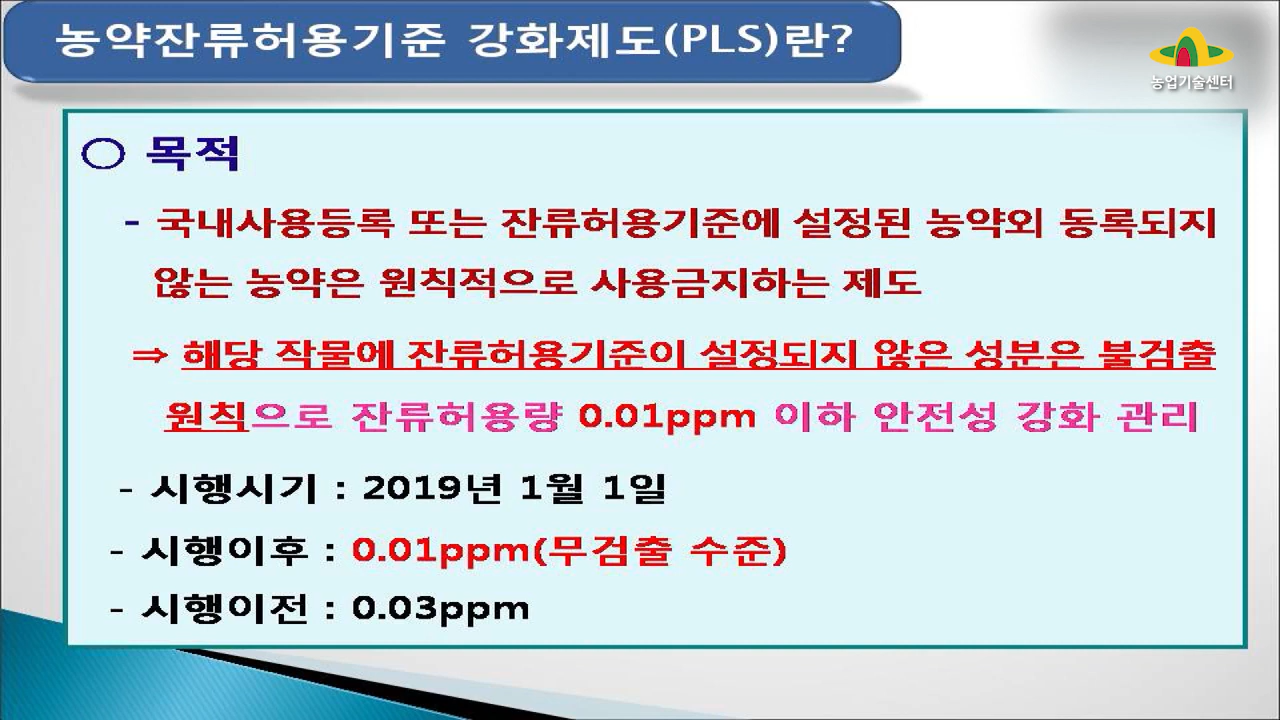 농약잔류허용기준 강화제도(PLS)란?
농업기술센터
○ 목적
- 국내사용등록 또는 잔류허용기준에 설정된 농약외 등록되지
않는 농약은 원칙적으로 사용금지하는 제도
⇒ 해당 작물에 잔류허용기준이 설정되지 않은 성분은 불검출
원칙으로 잔류허용량 0.01ppm 이하 안전성 강화 관리
- 시행시기 : 2019년 1월 1일
- 시행이후 : 0.01ppm(무검출 수준)
- 시행이전 : 0.03ppm